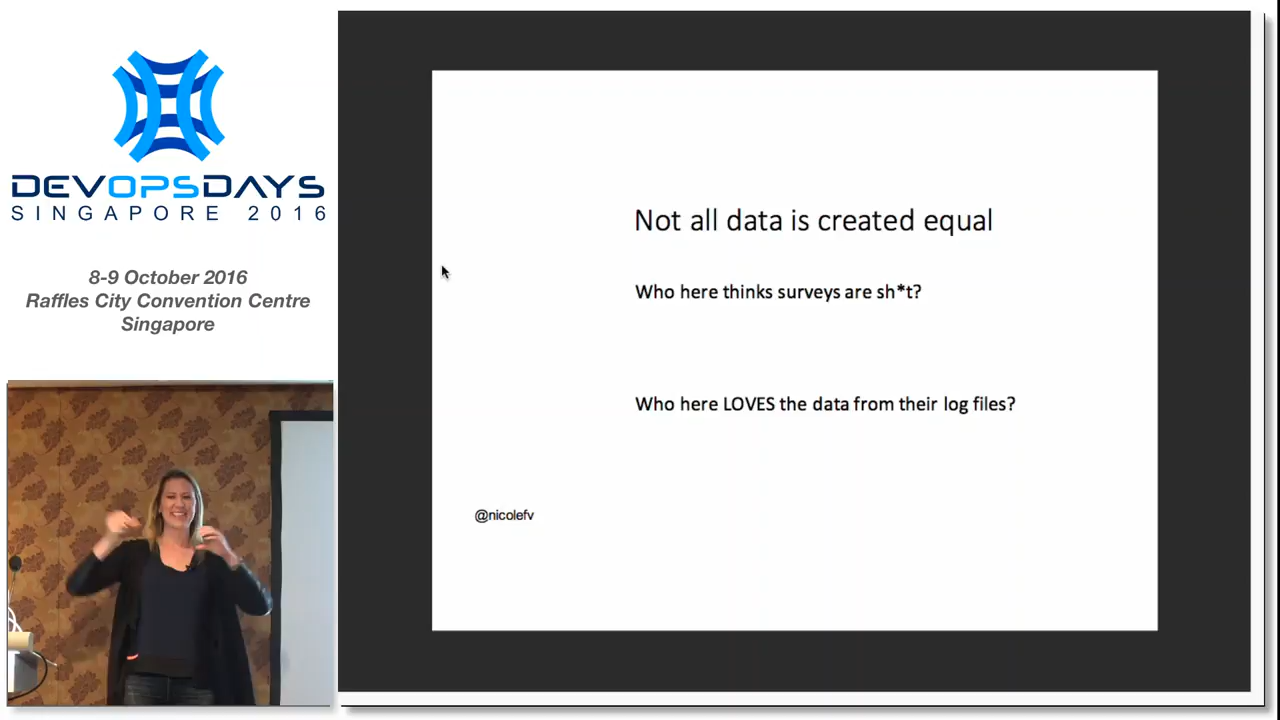 DEVOPSDAYS
SINGAPORE 2016
8-9 October 2016
Raffles City Convention Centre
Singapore
Not all data is created equal
Who here thinks surveys are sh*t?
Who here LOVES the data from their log files?
@nicolefv